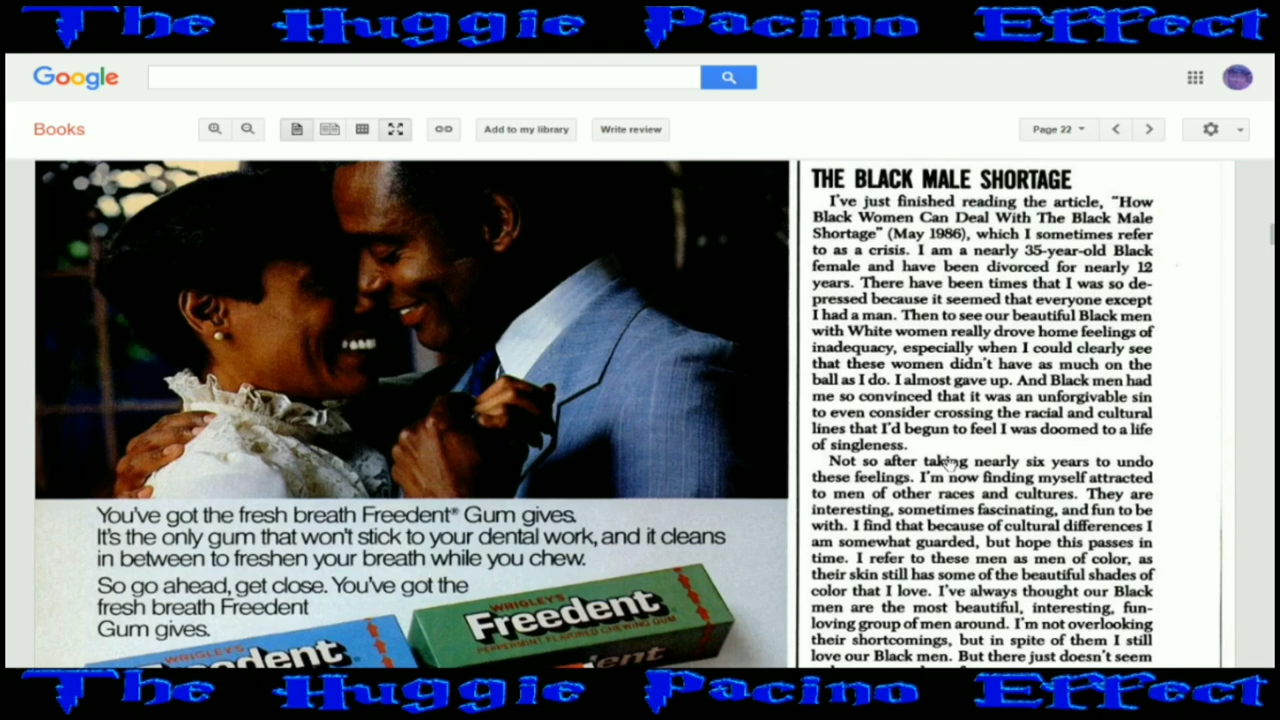 The Huggie Pacino Effect
Google
Books
Add to my library
Write review
Page 22
You've got the fresh breath Freedent® Gum gives.
It's the only gum that won't stick to your dental work, and it cleans
in between to freshen your breath while you chew.
So go ahead, get close. You've got the
fresh breath Freedent
Gum gives.
WRIGLEY'S
Freedent
PEPPERMINT FLAVORED CHEWING GUM
WRIGLEY'S
edent
ent
THE BLACK MALE SHORTAGE
I've just finished reading the article, "How
Black Women Can Deal With The Black Male
Shortage" (May 1986), which I sometimes refer
to as a crisis. I am a nearly 35-year-old Black
female and have been divorced for nearly 12
years. There have been times that I was so de-
pressed because it seemed that everyone except
I had a man. Then to see our beautiful Black men
with White women really drove home feelings of
inadequacy, especially when I could clearly see
that these women didn't have as much on the
ball as I do. I almost gave up. And Black men had
me so convinced that it was an unforgivable sin
to even consider crossing the racial and cultural
lines that I'd begun to feel I was doomed to a life
of singleness.
Not so after taking nearly six years to undo
these feelings. I'm now finding myself attracted
to men of other races and cultures. They are
interesting, sometimes fascinating, and fun to be
with. I find that because of cultural differences I
am somewhat guarded, but hope this passes in
time. I refer to these men as men of color, as
their skin still has some of the beautiful shades of
color that I love. I've always thought our Black
men are the most beautiful, interesting, fun-
loving group of men around. I'm not overlooking
their shortcomings, but in spite of them I still
love our Black men. But there just doesn't seem
The Huggie Pacino Effect